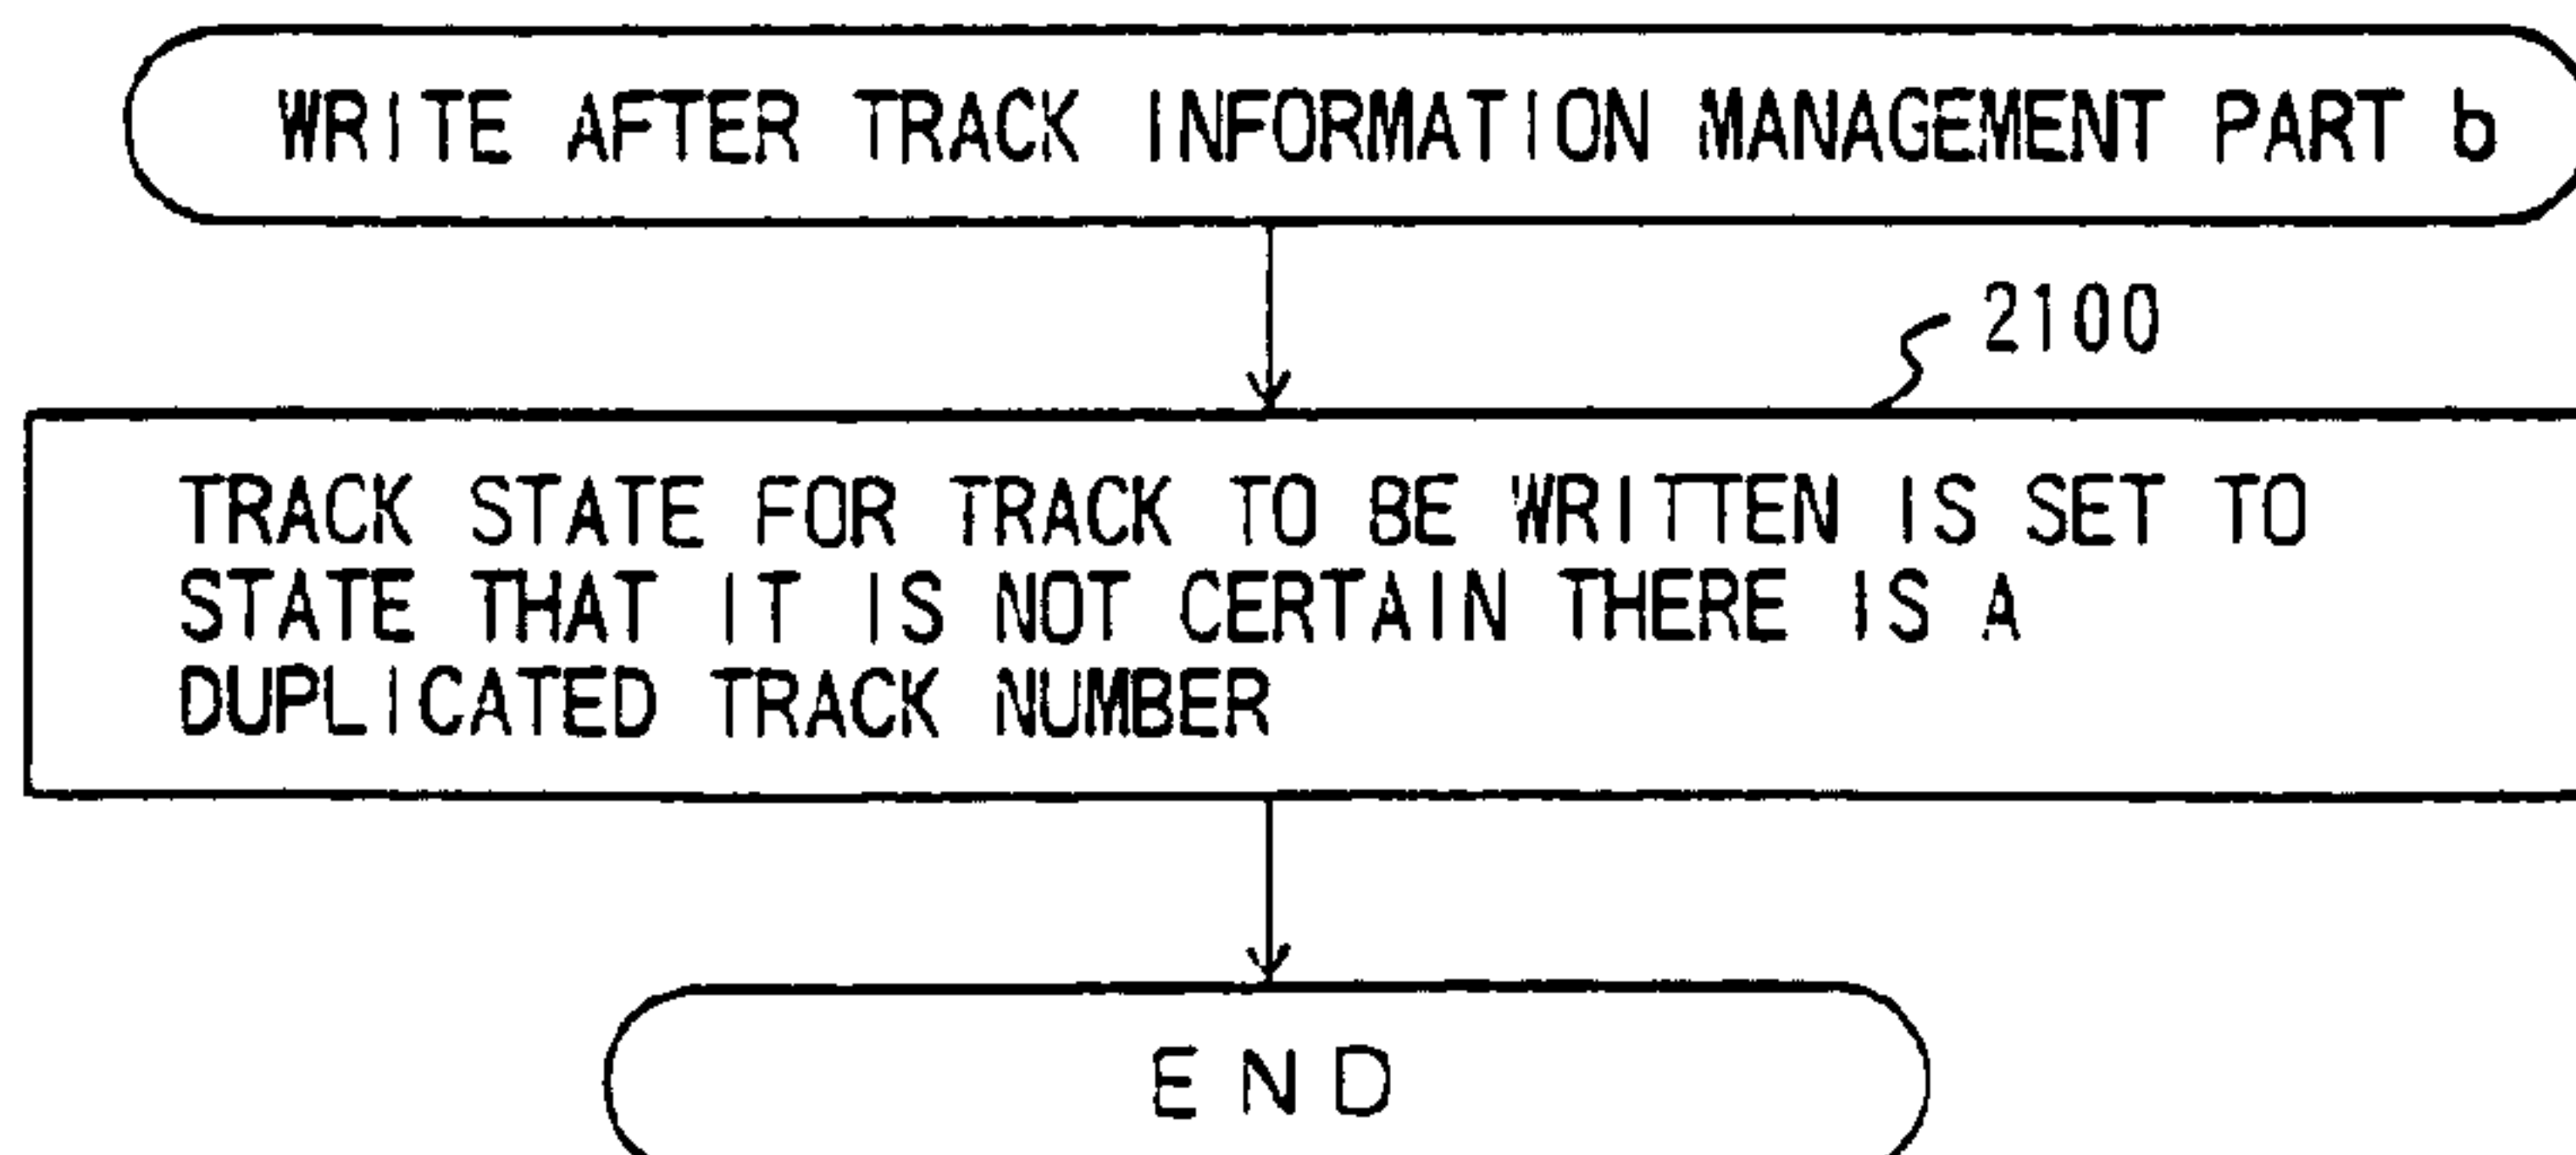 WRITE AFTER TRACK INFORMATION MANAGEMENT PART b
2100
TRACK STATE FOR TRACK TO BE WRITTEN IS SET TO
STATE THAT IT IS NOT CERTAIN THERE IS A
DUPLICATED TRACK NUMBER
END